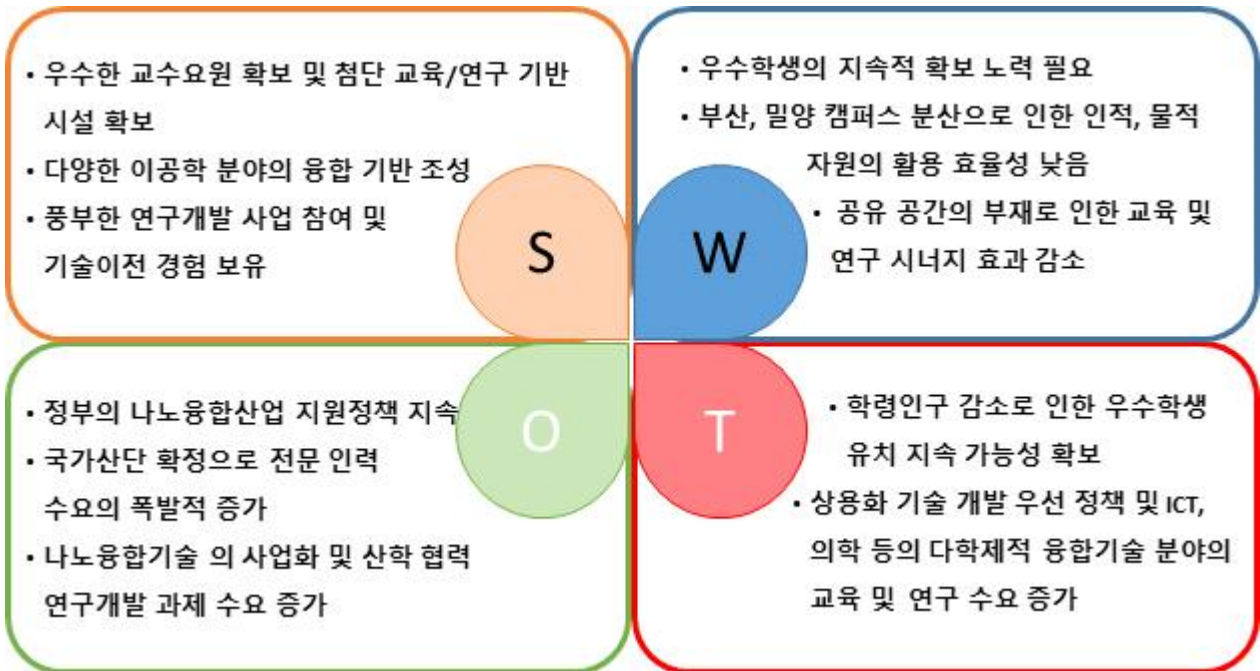 • 우수한 교수요원 확보 및 첨단 교육/연구 기반
시설 확보
• 다양한 이공학 분야의 융합 기반 조성
• 풍부한 연구개발 사업 참여 및
기술이전 경험 보유
S
• 우수학생의 지속적 확보 노력 필요
• 부산, 밀양 캠퍼스 분산으로 인한 인적, 물적
자원의 활용 효율성 낮음
• 공유 공간의 부재로 인한 교육 및
연구 시너지 효과 감소
W
• 정부의 나노융합산업 지원정책 지속
• 국가산단 확정으로 전문 인력
수요의 폭발적 증가
• 나노융합기술 의 사업화 및 산학 협력
연구개발 과제 수요 증가
O
• 학령인구 감소로 인한 우수학생
유치 지속 가능성 확보
• 상용화 기술 개발 우선 정책 및 ICT,
의학 등의 다학제적 융합기술 분야의
교육 및 연구 수요 증가
T